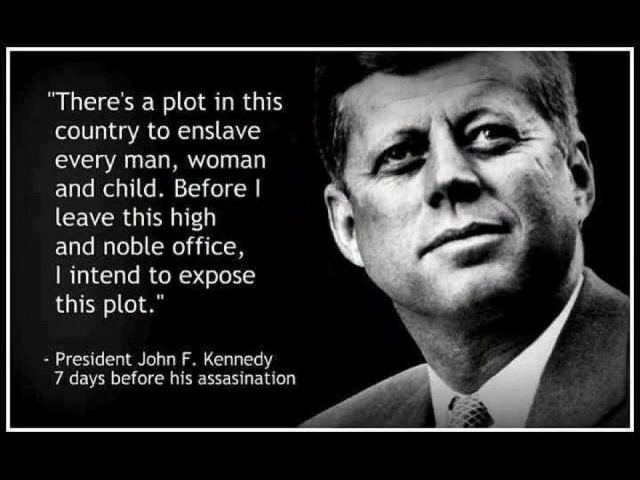 "There's a plot in this
country to enslave
every man, woman
and child. Before I
leave this high
and noble office,
I intend to expose
this plot."
- President John F. Kennedy
7 days before his assasination